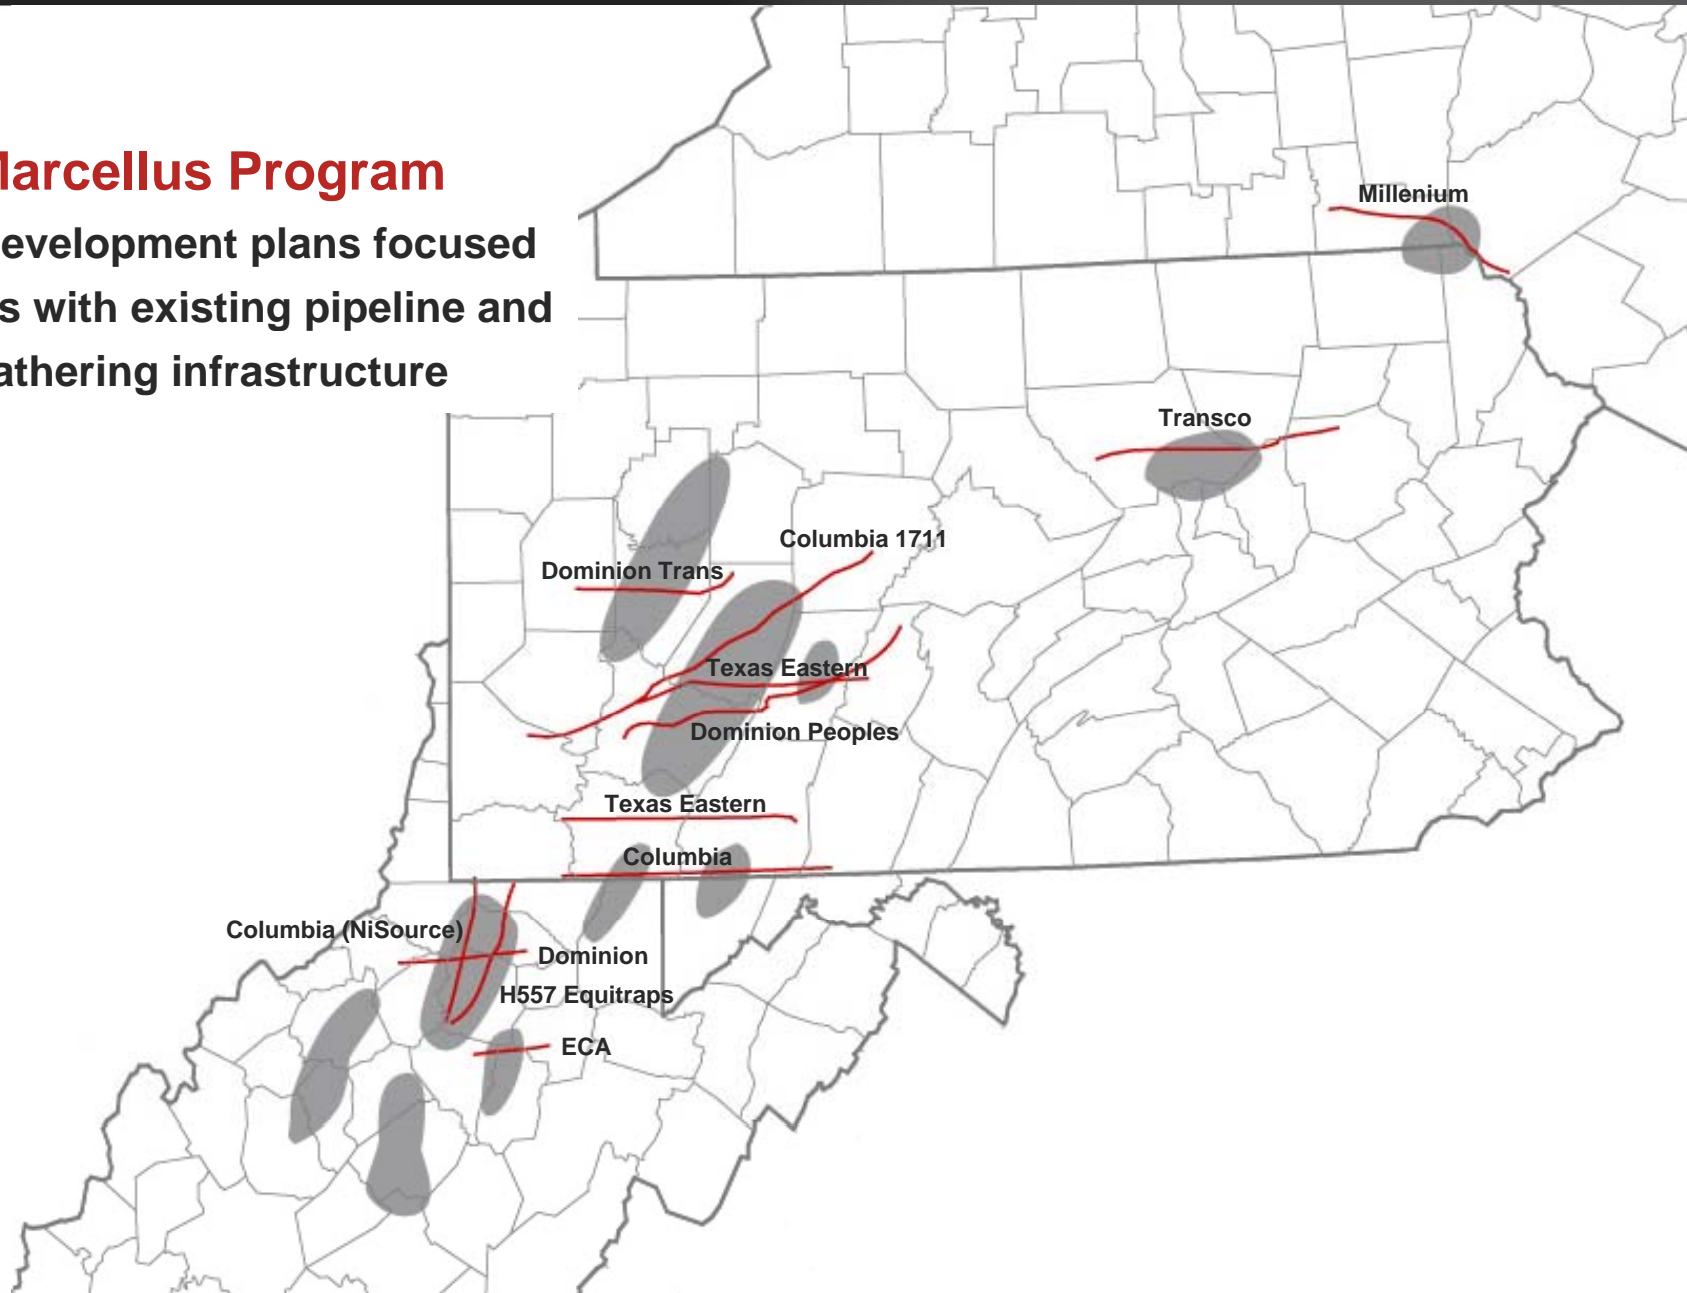 Marcellus Program
evelopment plans focused
s with existing pipeline and
athering infrastructure
Millenium
Transco
Columbia 1711
Dominion Trans
Texas Eastern
Dominion Peoples
Texas Eastern
Columbia
Columbia (NiSource)
Dominion
H557 Equitraps
ECA